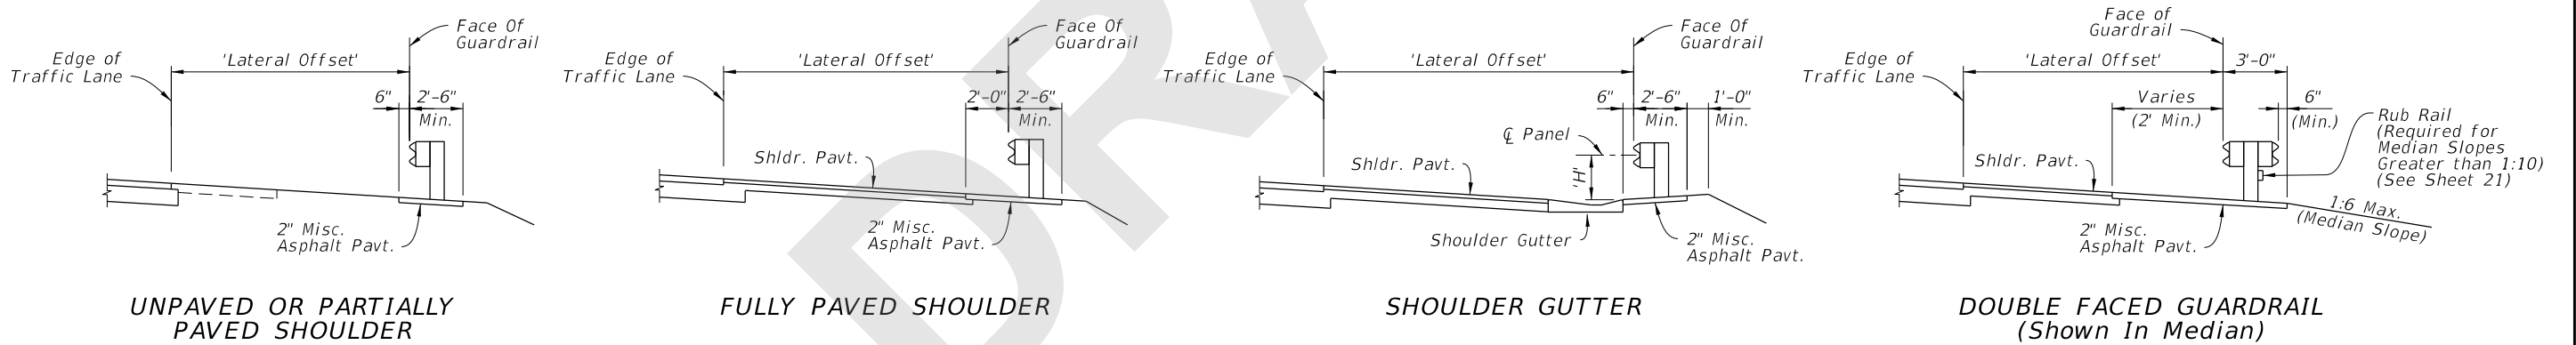 Edge of
Traffic Lane
'Lateral Offset'
Face Of
Guardrail
6"
2'-6"
Min.
2" Misc.
Asphalt Pavt.
UNPAVED OR PARTIALLY
PAVED SHOULDER
Edge of
Traffic Lane
'Lateral Offset'
Face Of
Guardrail
2'-0"
2'-6"
Min.
Shldr. Pavt.
2" Misc.
Asphalt Pavt.
FULLY PAVED SHOULDER
Edge of
Traffic Lane
'Lateral Offset'
Face Of
Guardrail
6"
2'-6"
Min.
1'-0"
Min.
℄ Panel
'H'
Shldr. Pavt.
Shoulder Gutter
2" Misc.
Asphalt Pavt.
SHOULDER GUTTER
Edge of
Traffic Lane
'Lateral Offset'
Face of
Guardrail
3'-0"
Varies
(2' Min.)
6"
(Min.)
Rub Rail
(Required for
Median Slopes
Greater than 1:10)
(See Sheet 21)
Shldr. Pavt.
2" Misc.
Asphalt Pavt.
1:6 Max.
(Median Slope)
DOUBLE FACED GUARDRAIL
(Shown In Median)
DRA